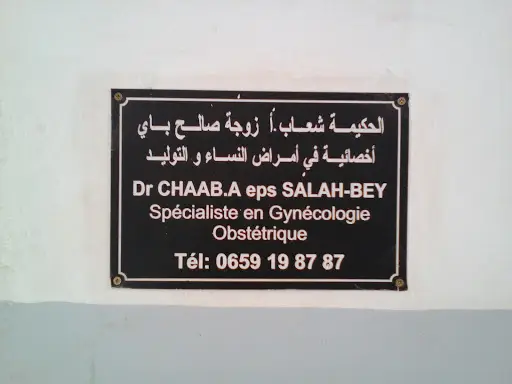 الحكيمة شعاب.أ زوجة صالح باي
أخصائية في أمراض النساء و التوليد
Dr CHAAB.A eps SALAH-BEY
Spécialiste en Gynécologie
Obstétrique
Tél: 0659 19 87 87